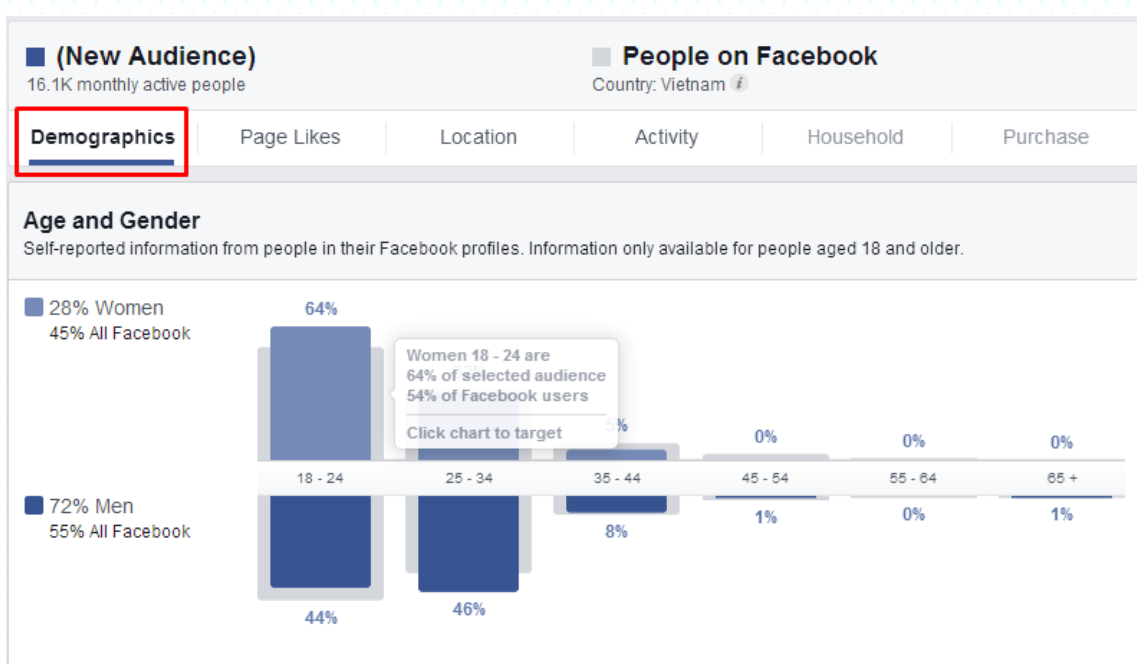 (New Audience)
16.1K monthly active people
People on Facebook
Country: Vietnam i
Demographics
Page Likes
Location
Activity
Household
Purchase
Age and Gender
Self-reported information from people in their Facebook profiles. Information only available for people aged 18 and older.
28% Women
45% All Facebook
64%
Women 18 - 24 are
64% of selected audience
54% of Facebook users
Click chart to target
5%
0%
0%
0%
18 - 24
25 - 34
35 - 44
45 - 54
55 - 64
65 +
72% Men
55% All Facebook
44%
46%
8%
1%
0%
1%